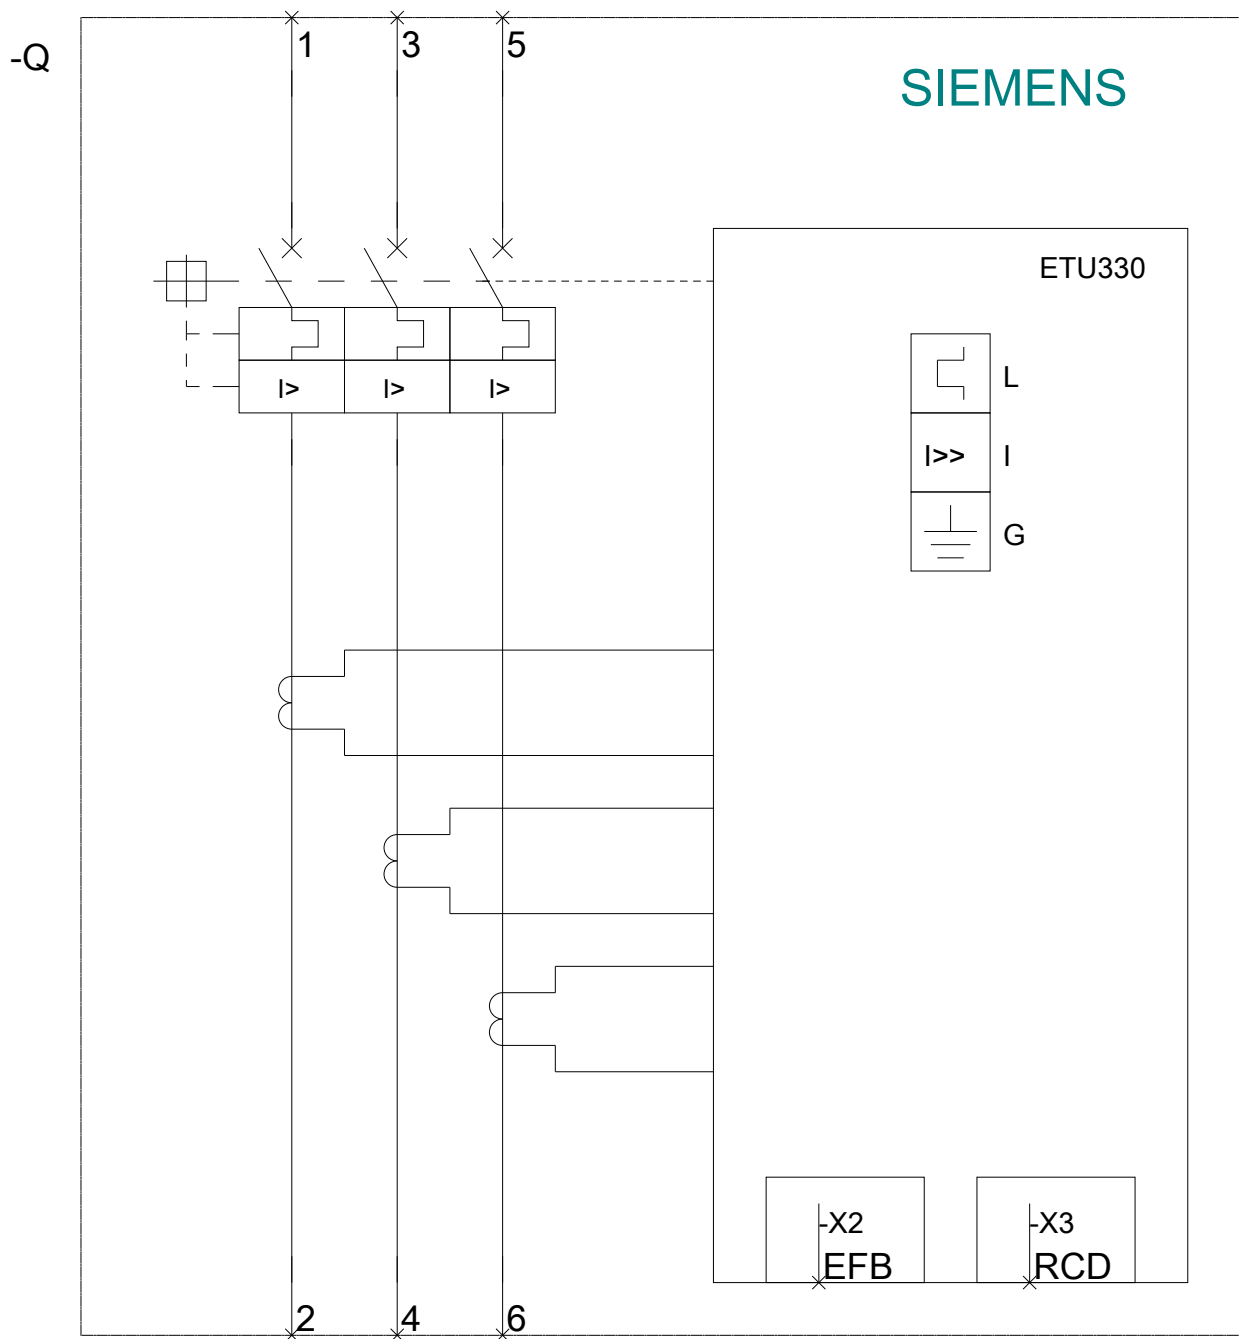 1 3 5
-Q
SIEMENS
ETU330
I> I> I>
L
I>> I
G
-X2 -X3
EFB RCD
2 4 6